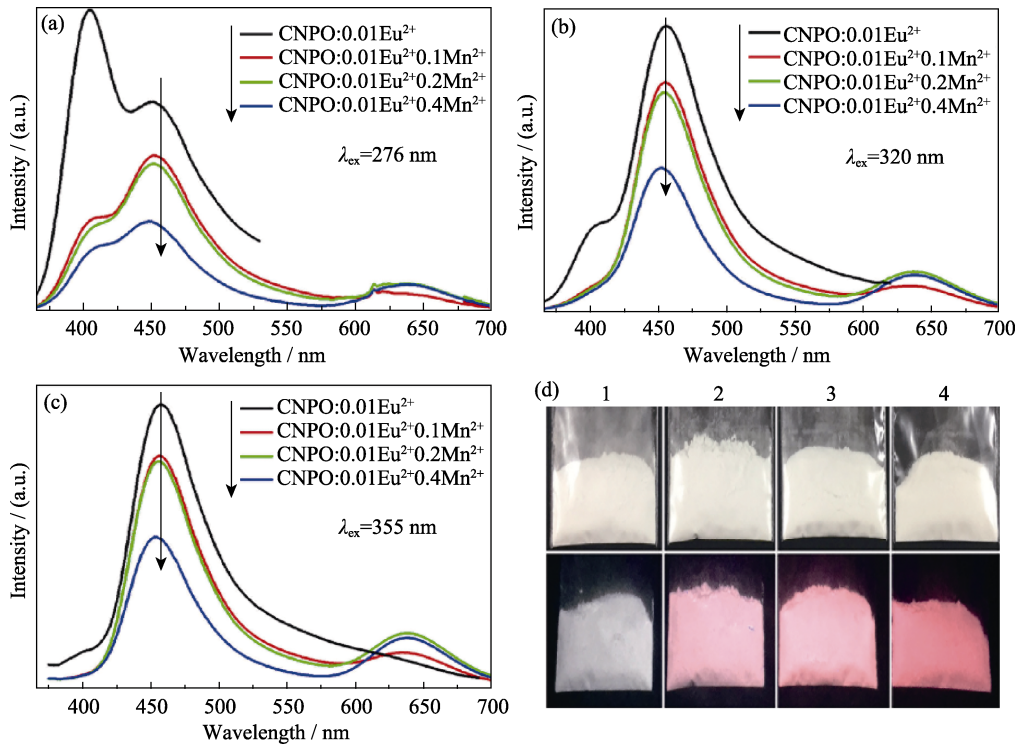 (a)
CNPO:0.01Eu²⁺
CNPO:0.01Eu²⁺0.1Mn²⁺
CNPO:0.01Eu²⁺0.2Mn²⁺
CNPO:0.01Eu²⁺0.4Mn²⁺
λex=276 nm
Intensity / (a.u.)
400 450 500 550 600 650 700
Wavelength / nm
(b)
CNPO:0.01Eu²⁺
CNPO:0.01Eu²⁺0.1Mn²⁺
CNPO:0.01Eu²⁺0.2Mn²⁺
CNPO:0.01Eu²⁺0.4Mn²⁺
λex=320 nm
Intensity / (a.u.)
400 450 500 550 600 650 700
Wavelength / nm
(c)
CNPO:0.01Eu²⁺
CNPO:0.01Eu²⁺0.1Mn²⁺
CNPO:0.01Eu²⁺0.2Mn²⁺
CNPO:0.01Eu²⁺0.4Mn²⁺
λex=355 nm
Intensity / (a.u.)
400 450 500 550 600 650 700
Wavelength / nm
(d)
1 2 3 4